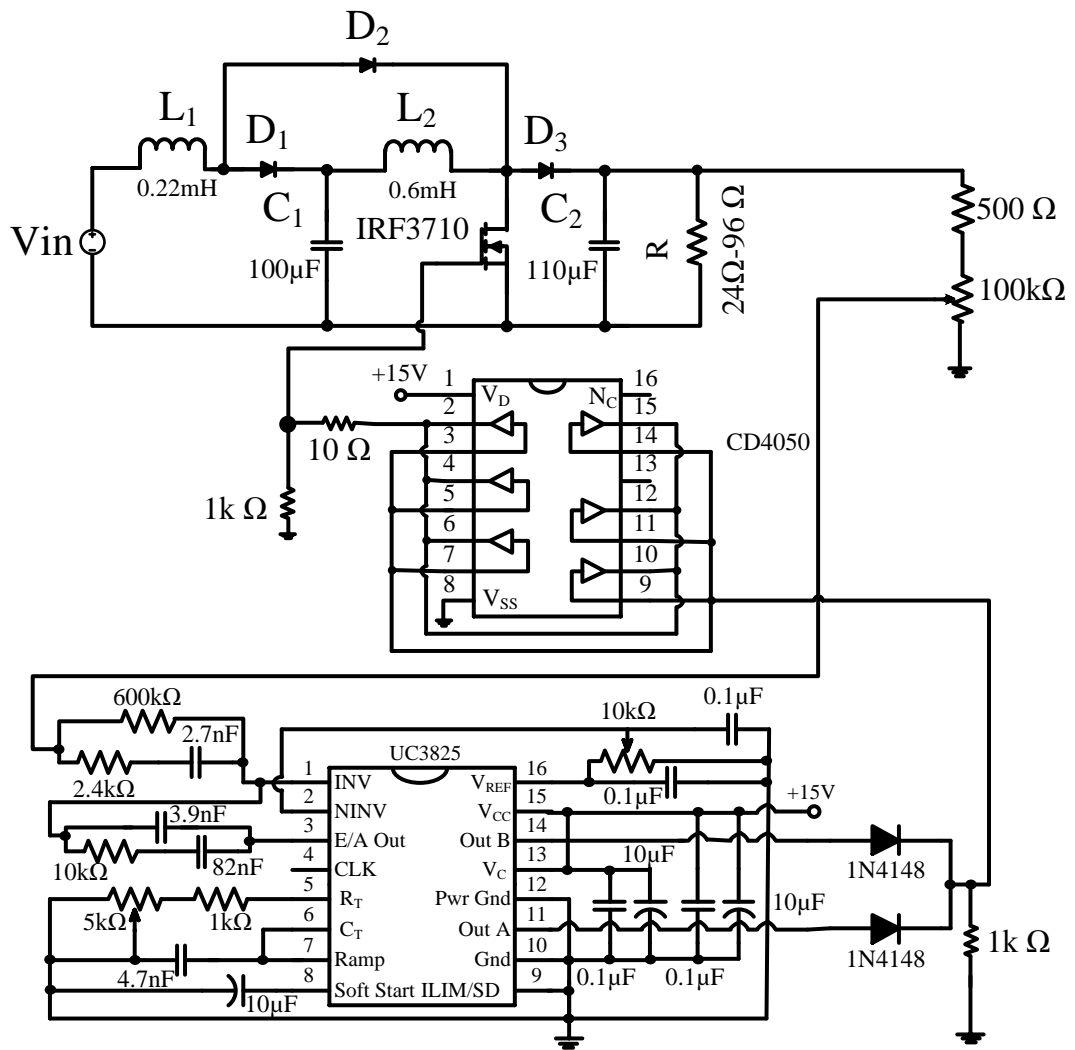 D2
L1
D1
L2
D3
0.22mH
0.6mH
C1
IRF3710
C2
Vin
100μF
110μF
R
24Ω-96 Ω
500 Ω
100kΩ
+15V
1
VD
NC
16
2
15
3
14
CD4050
10 Ω
4
13
5
12
1k Ω
6
11
7
10
8
VSS
9
600kΩ
2.7nF
2.4kΩ
10kΩ
0.1μF
UC3825
1
INV
VREF
16
0.1μF
2
NINV
VCC
15
+15V
3.9nF
3
E/A Out
Out B
14
10kΩ
82nF
4
CLK
VC
13
10μF
1N4148
5
RT
Pwr Gnd
12
5kΩ
1kΩ
10μF
6
CT
Out A
11
7
Ramp
Gnd
10
4.7nF
0.1μF
0.1μF
1N4148
1k Ω
8
Soft Start ILIM/SD
9
10μF